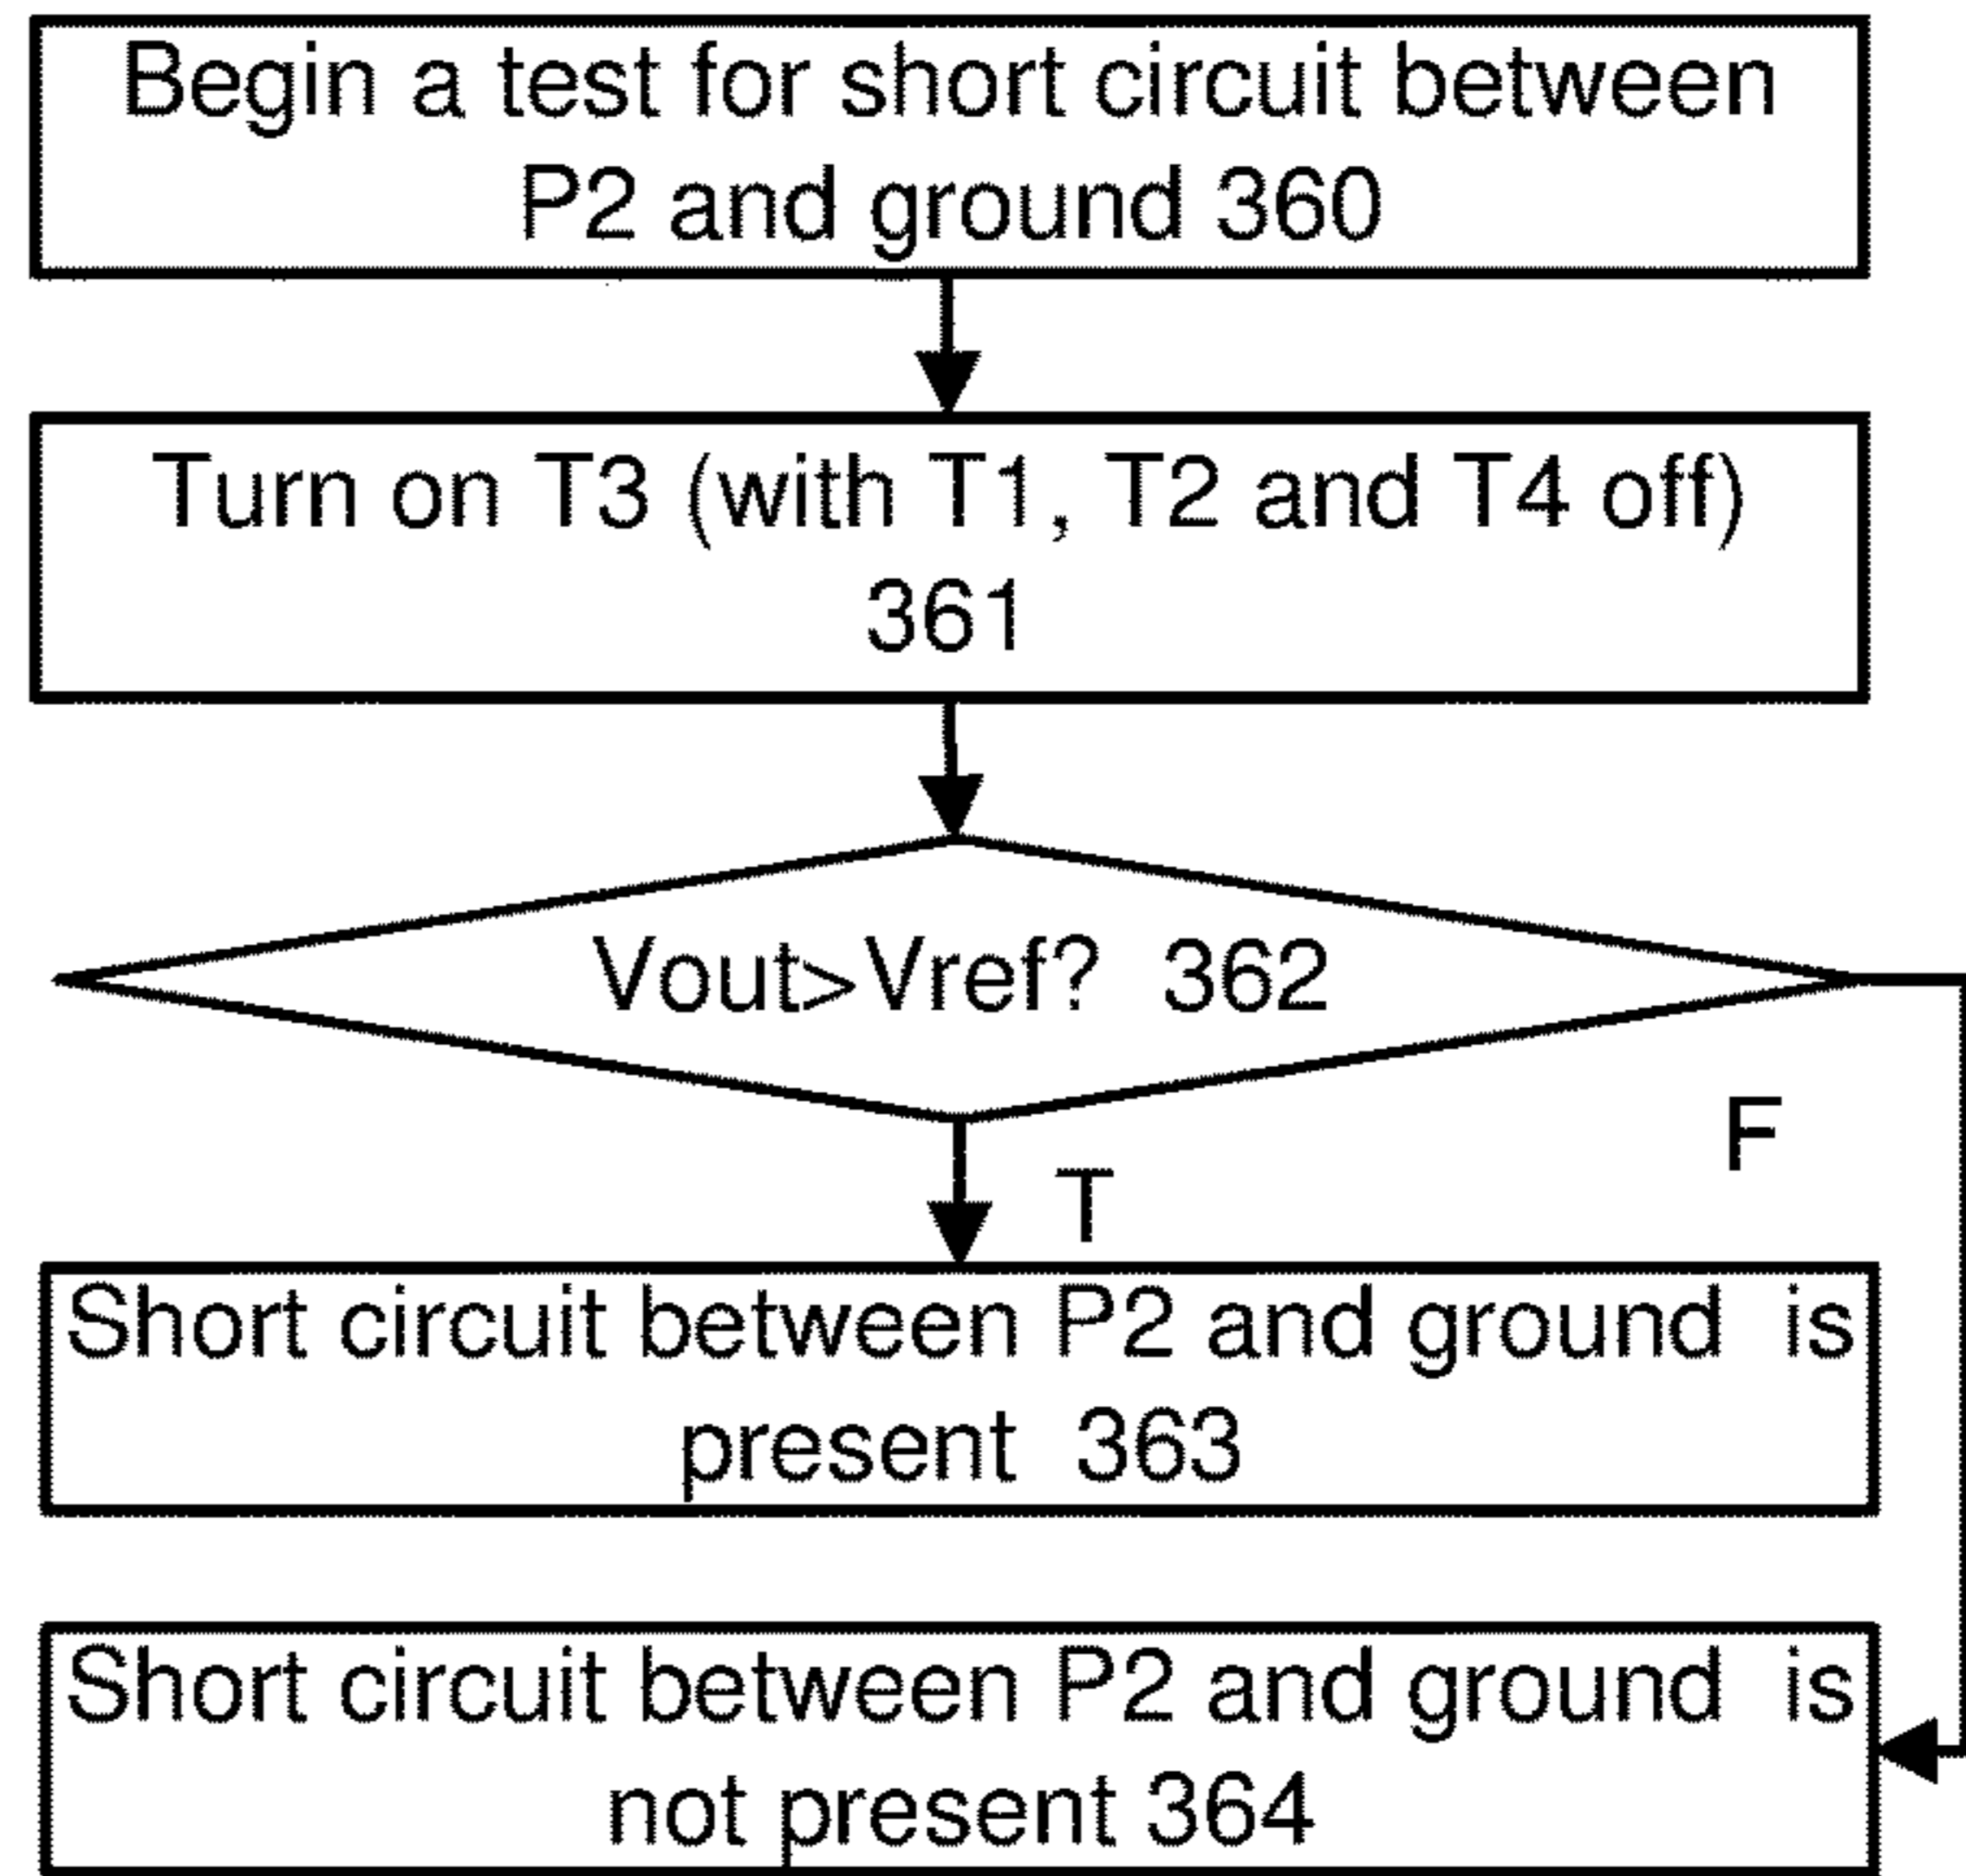 Begin a test for short circuit between
P2 and ground 360
Turn on T3 (with T1, T2 and T4 off)
361
Vout>Vref? 362
F
T
Short circuit between P2 and ground is
present 363
Short circuit between P2 and ground is
not present 364